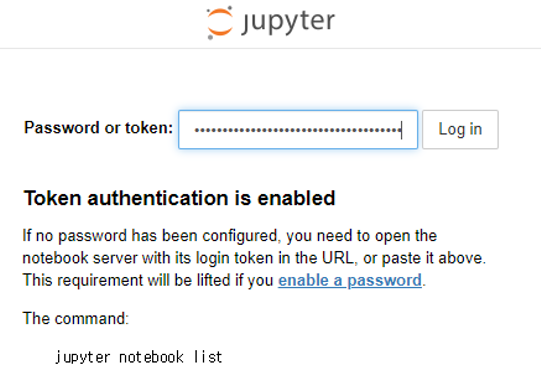 jupyter
Password or token: ••••••••••••••••••••••••••••••••••••• Log in
Token authentication is enabled
If no password has been configured, you need to open the
notebook server with its login token in the URL, or paste it above.
This requirement will be lifted if you enable a password.
The command:
jupyter notebook list